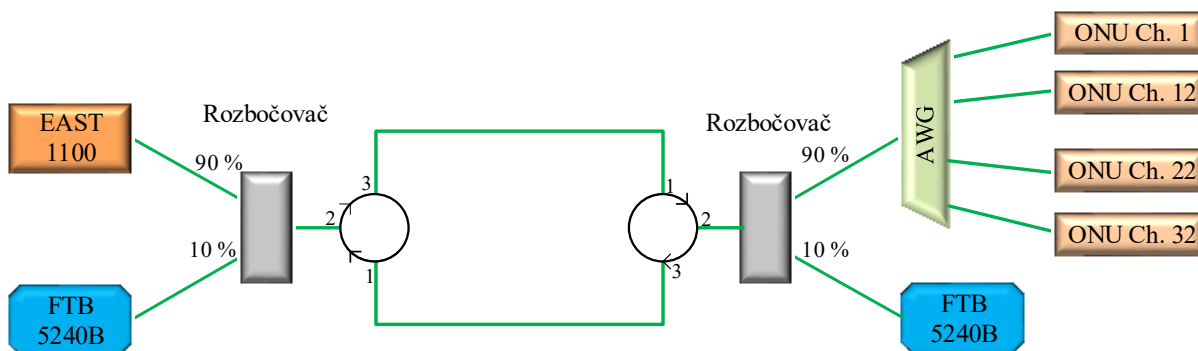 EAST
1100
FTB
5240B
90 %
10 %
Rozbočovač
2
3
1
1
2
3
Rozbočovač
90 %
10 %
AWG
FTB
5240B
ONU Ch. 1
ONU Ch. 12
ONU Ch. 22
ONU Ch. 32